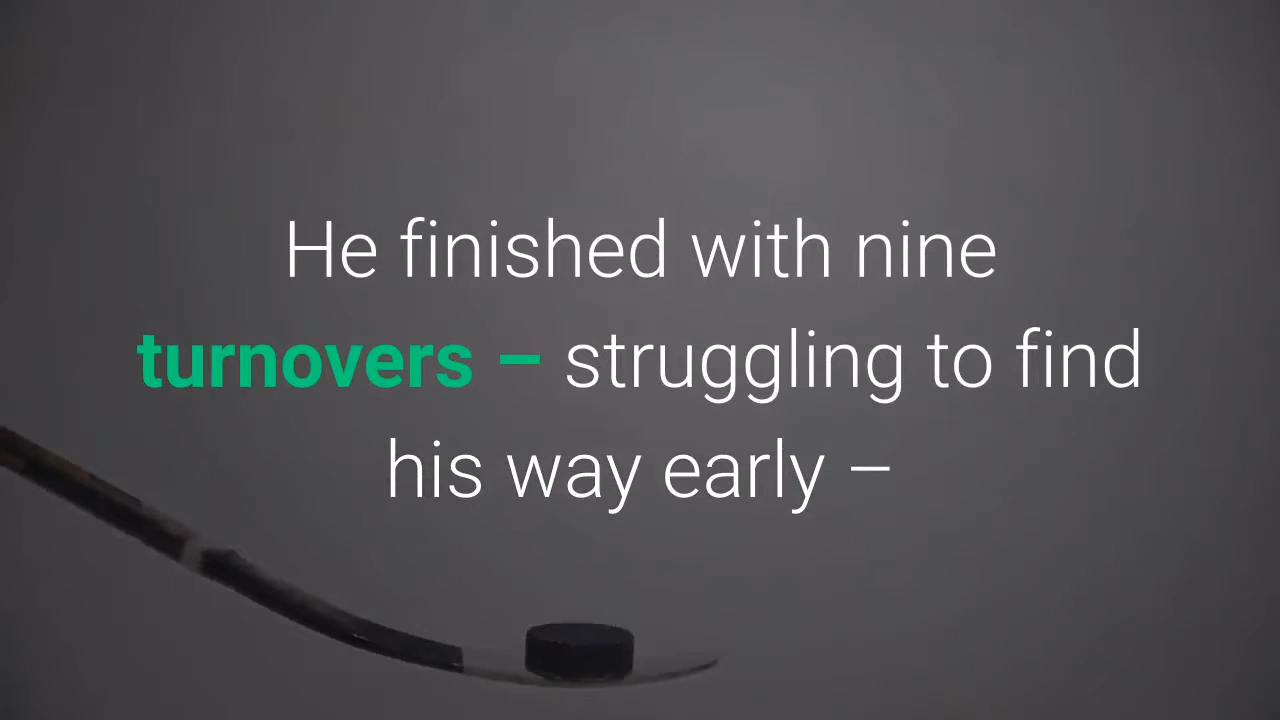 He finished with nine
turnovers – struggling to find
his way early –